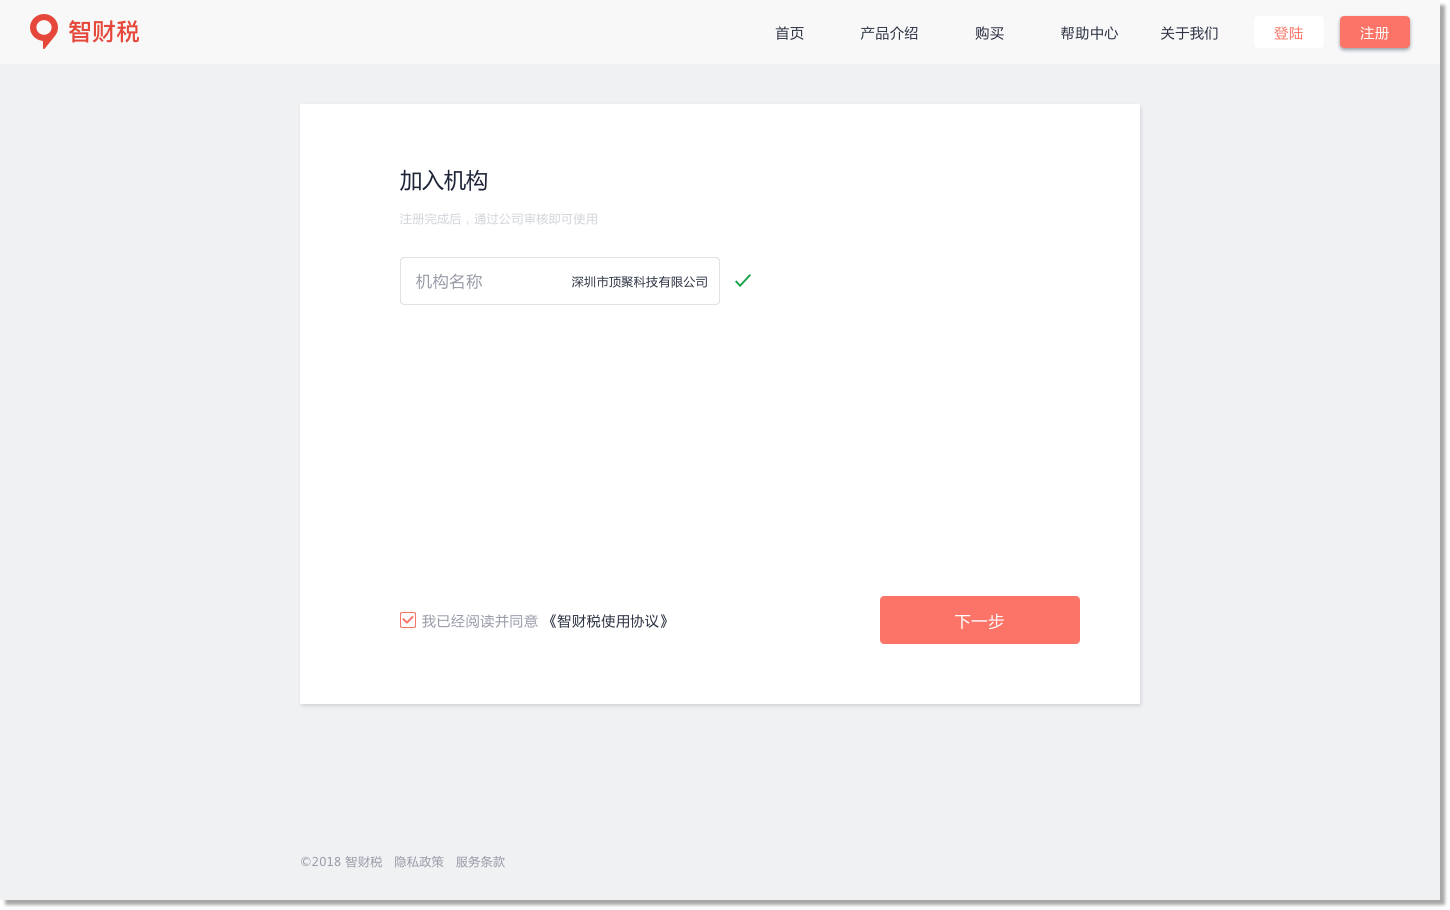 智财税 首页 产品介绍 购买 帮助中心 关于我们 登陆 注册
加入机构
注册完成后，通过公司审核即可使用
机构名称 深圳市顶聚科技有限公司
我已经阅读并同意 《智财税使用协议》 下一步
©2018 智财税 隐私政策 服务条款